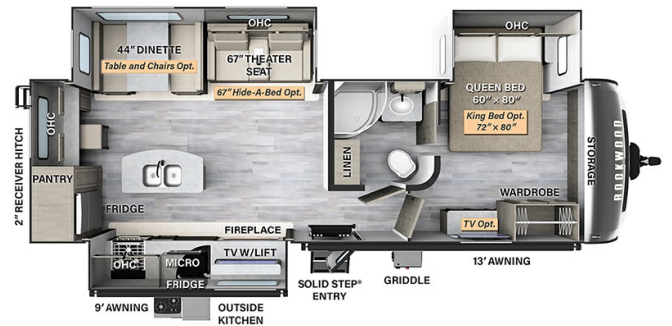 OHC
OHC
44" DINETTE
Table and Chairs Opt.
67" THEATER
SEAT
67" Hide-A-Bed Opt.
QUEEN BED
60" x 80"
King Bed Opt.
72" x 80"
2" RECEIVER HITCH
OHC
PANTRY
FRIDGE
LINEN
STORAGE
ROCKWOOD
WARDROBE
TV Opt.
FIREPLACE
OHC
MICRO
FRIDGE
TV W/LIFT
9' AWNING
OUTSIDE
KITCHEN
SOLID STEP®
ENTRY
GRIDDLE
13' AWNING